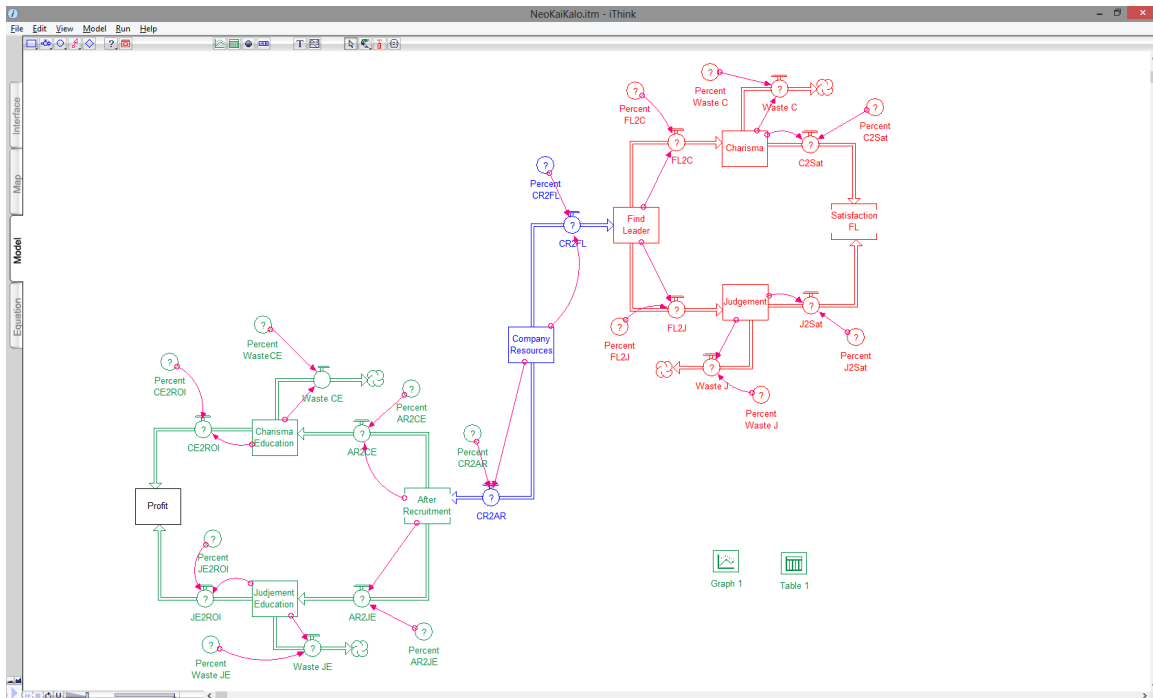 NeoKaiKalo.itm - iThink
File Edit View Model Run Help
Interface
Map
Model
Equation
?
Percent
Waste C
?
Waste C
?
Percent
FL2C
?
Percent
C2Sat
?
FL2C
Charisma
?
C2Sat
?
Percent
CR2FL
?
CR2FL
Find
Leader
Satisfaction
FL
Judgement
?
FL2J
?
J2Sat
?
Percent
FL2J
?
Percent
J2Sat
?
Waste J
?
Percent
Waste J
Company
Resources
?
Percent
WasteCE
?
Percent
CE2ROI
Waste CE
?
Percent
AR2CE
?
CE2ROI
Charisma
Education
?
AR2CE
?
Percent
CR2AR
Profit
After
Recruitment
?
CR2AR
?
Percent
JE2ROI
?
JE2ROI
Judjement
Education
?
AR2JE
?
Percent
AR2JE
?
Percent
Waste JE
?
Waste JE
Graph 1
Table 1